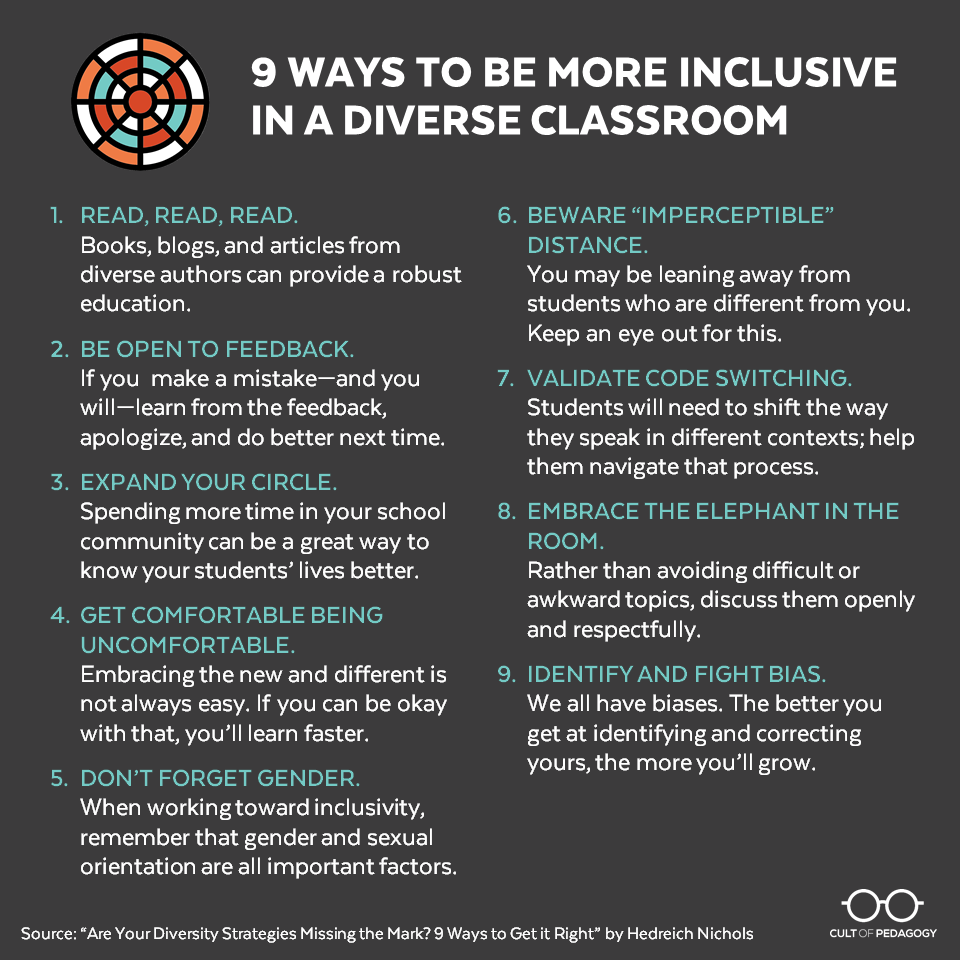 9 WAYS TO BE MORE INCLUSIVE
IN A DIVERSE CLASSROOM
1. READ, READ, READ.
Books, blogs, and articles from
diverse authors can provide a robust
education.
2. BE OPEN TO FEEDBACK.
If you make a mistake—and you
will—learn from the feedback,
apologize, and do better next time.
3. EXPAND YOUR CIRCLE.
Spending more time in your school
community can be a great way to
know your students’ lives better.
4. GET COMFORTABLE BEING
UNCOMFORTABLE.
Embracing the new and different is
not always easy. If you can be okay
with that, you’ll learn faster.
5. DON’T FORGET GENDER.
When working toward inclusivity,
remember that gender and sexual
orientation are all important factors.
6. BEWARE “IMPERCEPTIBLE”
DISTANCE.
You may be leaning away from
students who are different from you.
Keep an eye out for this.
7. VALIDATE CODE SWITCHING.
Students will need to shift the way
they speak in different contexts; help
them navigate that process.
8. EMBRACE THE ELEPHANT IN THE
ROOM.
Rather than avoiding difficult or
awkward topics, discuss them openly
and respectfully.
9. IDENTIFY AND FIGHT BIAS.
We all have biases. The better you
get at identifying and correcting
yours, the more you’ll grow.
Source: “Are Your Diversity Strategies Missing the Mark? 9 Ways to Get it Right” by Hedreich Nichols
CULT OF PEDAGOGY